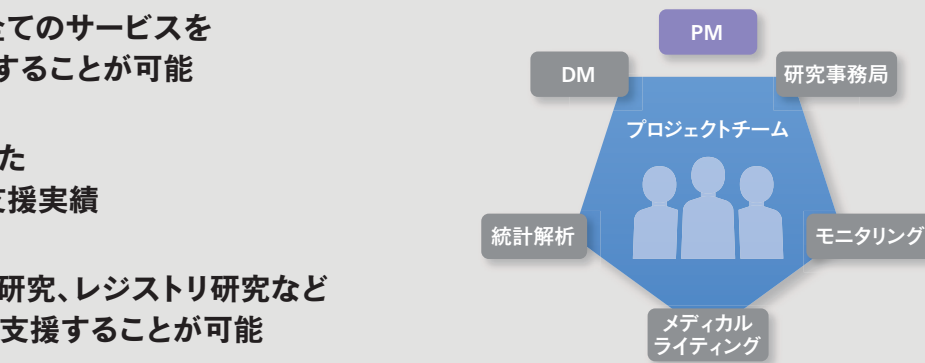 全てのサービスを
することが可能
た
支援実績
研究、レジストリ研究など
支援することが可能
PM
DM
研究事務局
プロジェクトチーム
統計解析
モニタリング
メディカル
ライティング